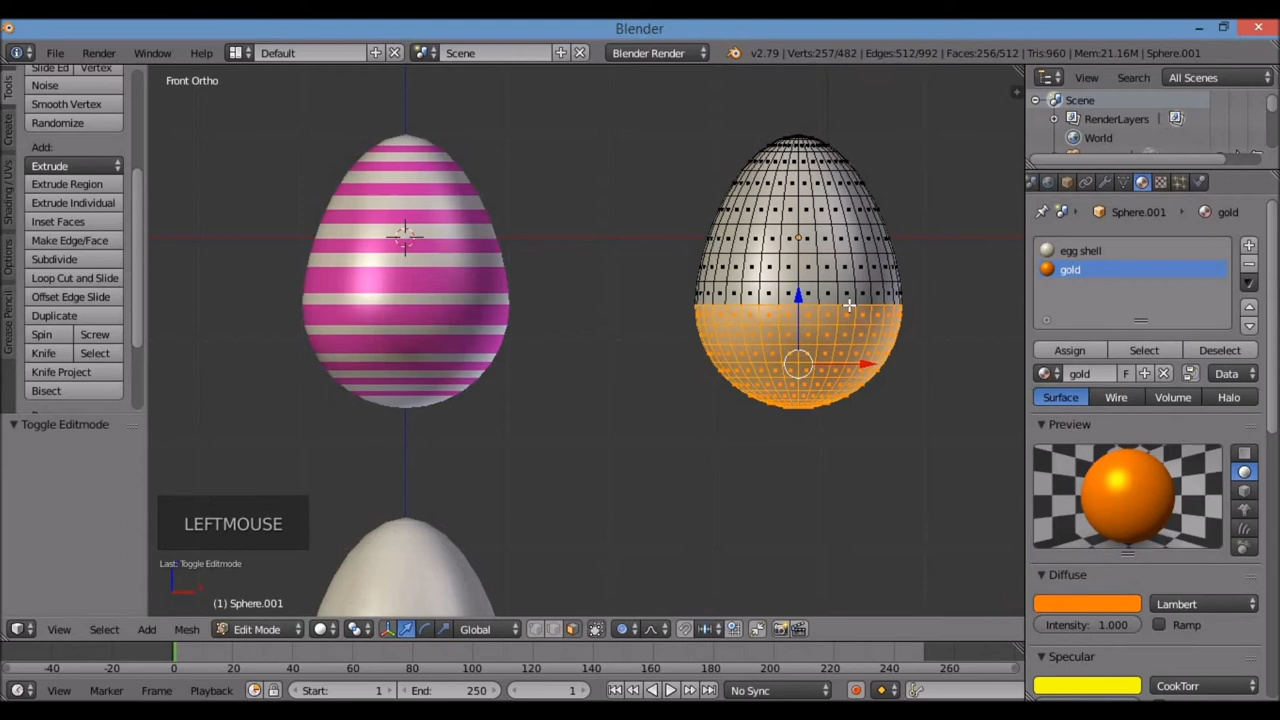 Blender
File Render Window Help Default Scene Blender Render v2.79 | Verts:257/482 | Edges:512/992 | Faces:256/512 | Tris:960 | Mem:21.16M | Sphere.001
Tools
Create
Shading / UVs
Options
Grease Pencil
Slide Ed Vertex
Noise
Smooth Vertex
Randomize
Add:
Extrude
Extrude Region
Extrude Individual
Inset Faces
Make Edge/Face
Subdivide
Loop Cut and Slide
Offset Edge Slide
Duplicate
Spin Screw
Knife Select
Knife Project
Bisect
Toggle Editmode
Front Ortho
LEFTMOUSE
Last: Toggle Editmode
(1) Sphere.001
View Select Add Mesh Edit Mode Global
-40 -20 0 20 40 60 80 100 120 140 160 180 200 220 240 260
View Marker Frame Playback Start: 1 End: 250 1 No Sync
View Search All Scenes
Scene
RenderLayers
World
Sphere.001 gold
egg shell
gold
Assign Select Deselect
gold F Data
Surface Wire Volume Halo
Preview
Diffuse
Lambert
Intensity: 1.000 Ramp
Specular
CookTorr